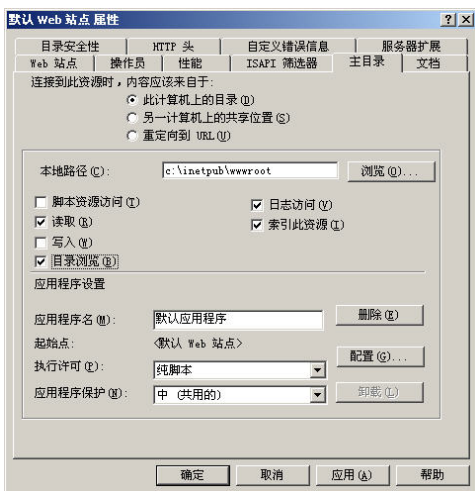 默认 Web 站点 属性
目录安全性 HTTP 头 自定义错误信息 服务器扩展
Web 站点 操作员 性能 ISAPI 筛选器 主目录 文档
连接到此资源时，内容应该来自于:
此计算机上的目录(D)
另一计算机上的共享位置(S)
重定向到 URL(U)
本地路径(C): c:\inetpub\wwwroot 浏览(O)...
脚本资源访问(T) 日志访问(V)
读取(R) 索引此资源(I)
写入(W)
目录浏览(B)
应用程序设置
应用程序名(M): 默认应用程序 删除(E)
起始点: <默认 Web 站点>
配置(G)...
执行许可(P): 纯脚本
应用程序保护(N): 中 (共用的) 卸载(L)
确定 取消 应用(A) 帮助